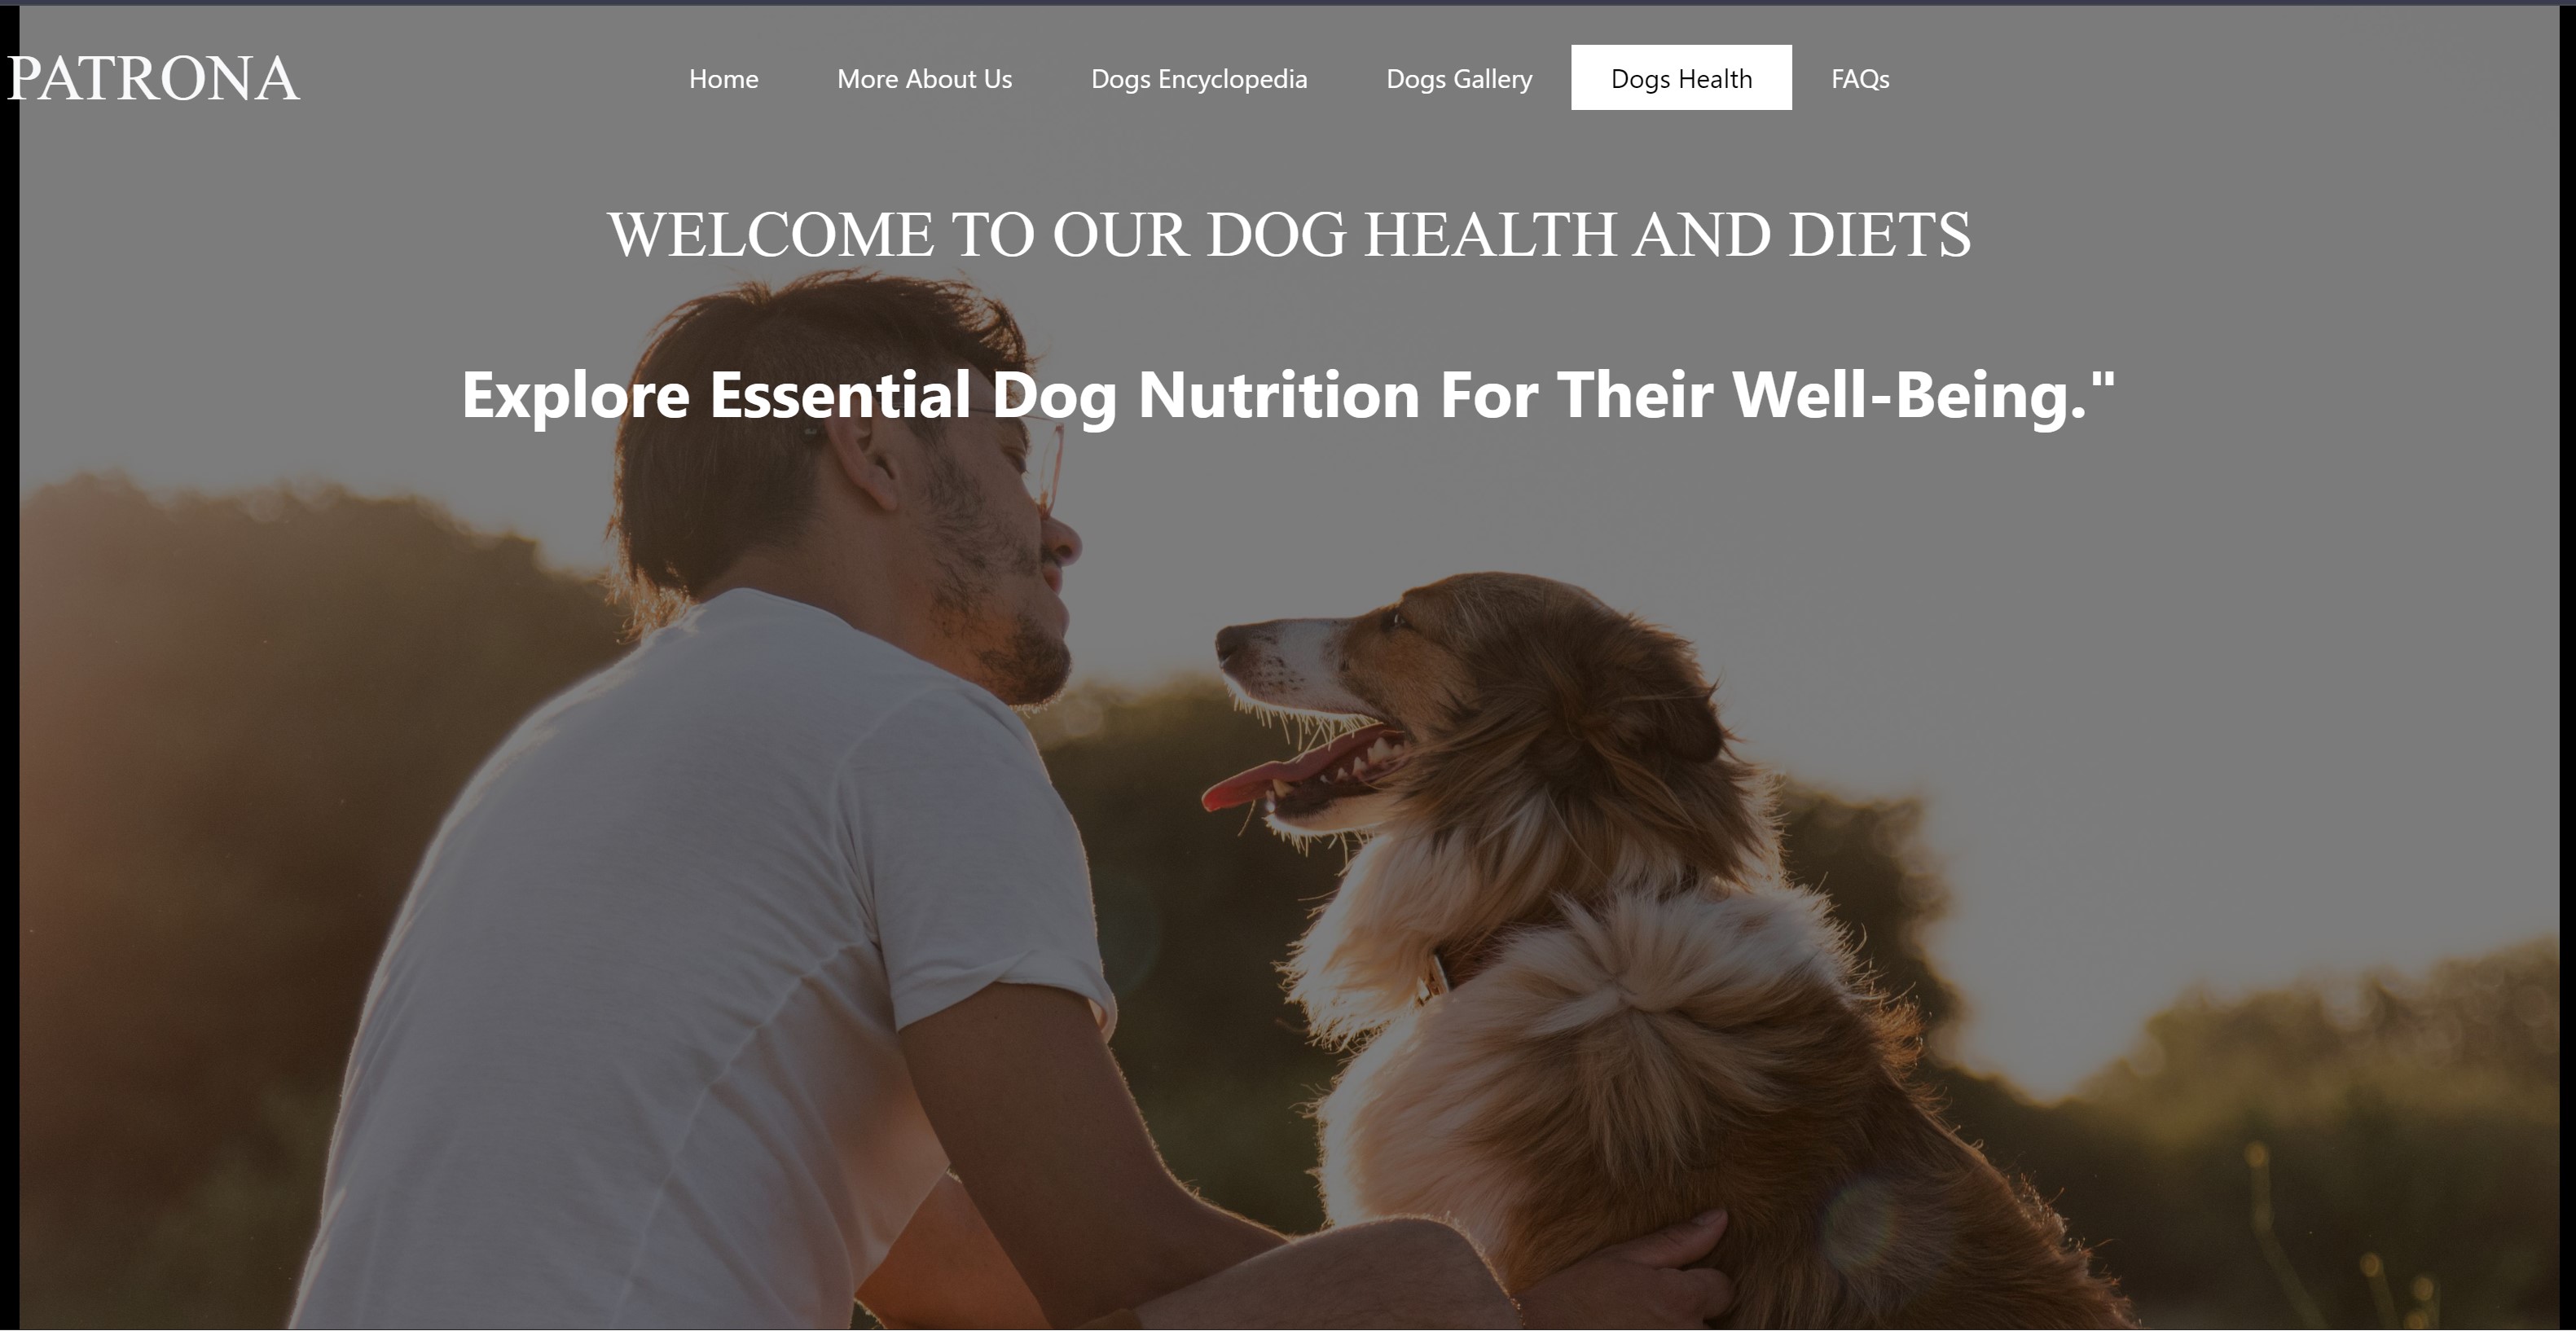 PATRONA
Home More About Us Dogs Encyclopedia Dogs Gallery Dogs Health FAQs
WELCOME TO OUR DOG HEALTH AND DIETS
Explore Essential Dog Nutrition For Their Well-Being."